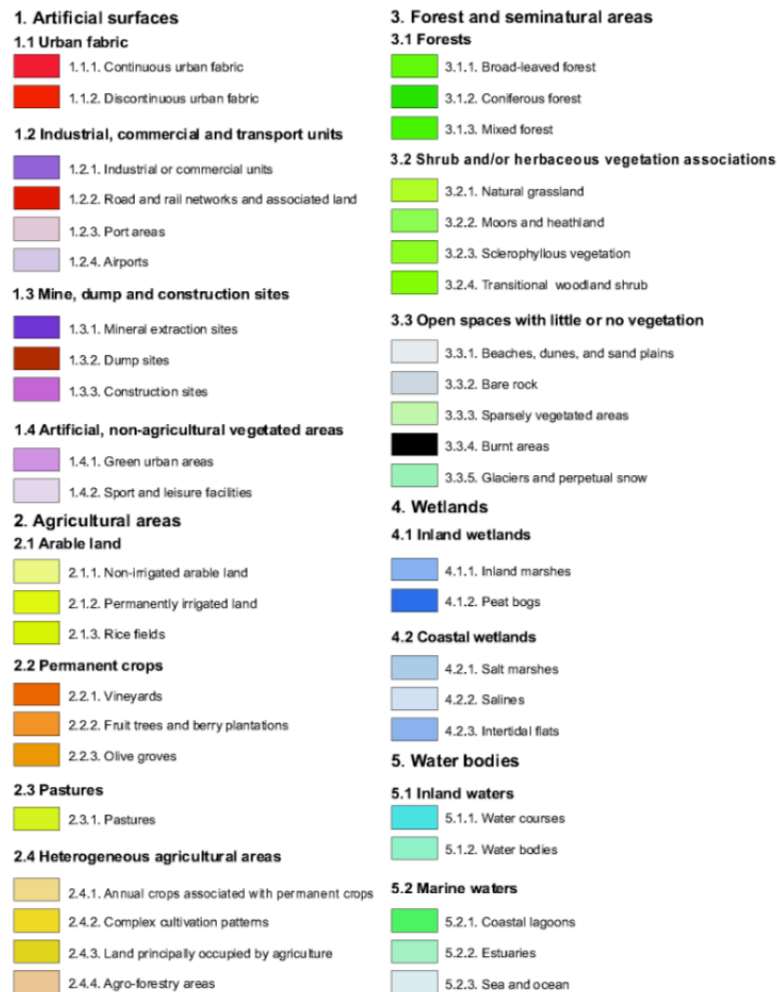 1. Artificial surfaces
1.1 Urban fabric
1.1.1. Continuous urban fabric
1.1.2. Discontinuous urban fabric
1.2 Industrial, commercial and transport units
1.2.1. Industrial or commercial units
1.2.2. Road and rail networks and associated land
1.2.3. Port areas
1.2.4. Airports
1.3 Mine, dump and construction sites
1.3.1. Mineral extraction sites
1.3.2. Dump sites
1.3.3. Construction sites
1.4 Artificial, non-agricultural vegetated areas
1.4.1. Green urban areas
1.4.2. Sport and leisure facilities
2. Agricultural areas
2.1 Arable land
2.1.1. Non-irrigated arable land
2.1.2. Permanently irrigated land
2.1.3. Rice fields
2.2 Permanent crops
2.2.1. Vineyards
2.2.2. Fruit trees and berry plantations
2.2.3. Olive groves
2.3 Pastures
2.3.1. Pastures
2.4 Heterogeneous agricultural areas
2.4.1. Annual crops associated with permanent crops
2.4.2. Complex cultivation patterns
2.4.3. Land principally occupied by agriculture
2.4.4. Agro-forestry areas
3. Forest and seminatural areas
3.1 Forests
3.1.1. Broad-leaved forest
3.1.2. Coniferous forest
3.1.3. Mixed forest
3.2 Shrub and/or herbaceous vegetation associations
3.2.1. Natural grassland
3.2.2. Moors and heathland
3.2.3. Sclerophyllous vegetation
3.2.4. Transitional woodland shrub
3.3 Open spaces with little or no vegetation
3.3.1. Beaches, dunes, and sand plains
3.3.2. Bare rock
3.3.3. Sparsely vegetated areas
3.3.4. Burnt areas
3.3.5. Glaciers and perpetual snow
4. Wetlands
4.1 Inland wetlands
4.1.1. Inland marshes
4.1.2. Peat bogs
4.2 Coastal wetlands
4.2.1. Salt marshes
4.2.2. Salines
4.2.3. Intertidal flats
5. Water bodies
5.1 Inland waters
5.1.1. Water courses
5.1.2. Water bodies
5.2 Marine waters
5.2.1. Coastal lagoons
5.2.2. Estuaries
5.2.3. Sea and ocean